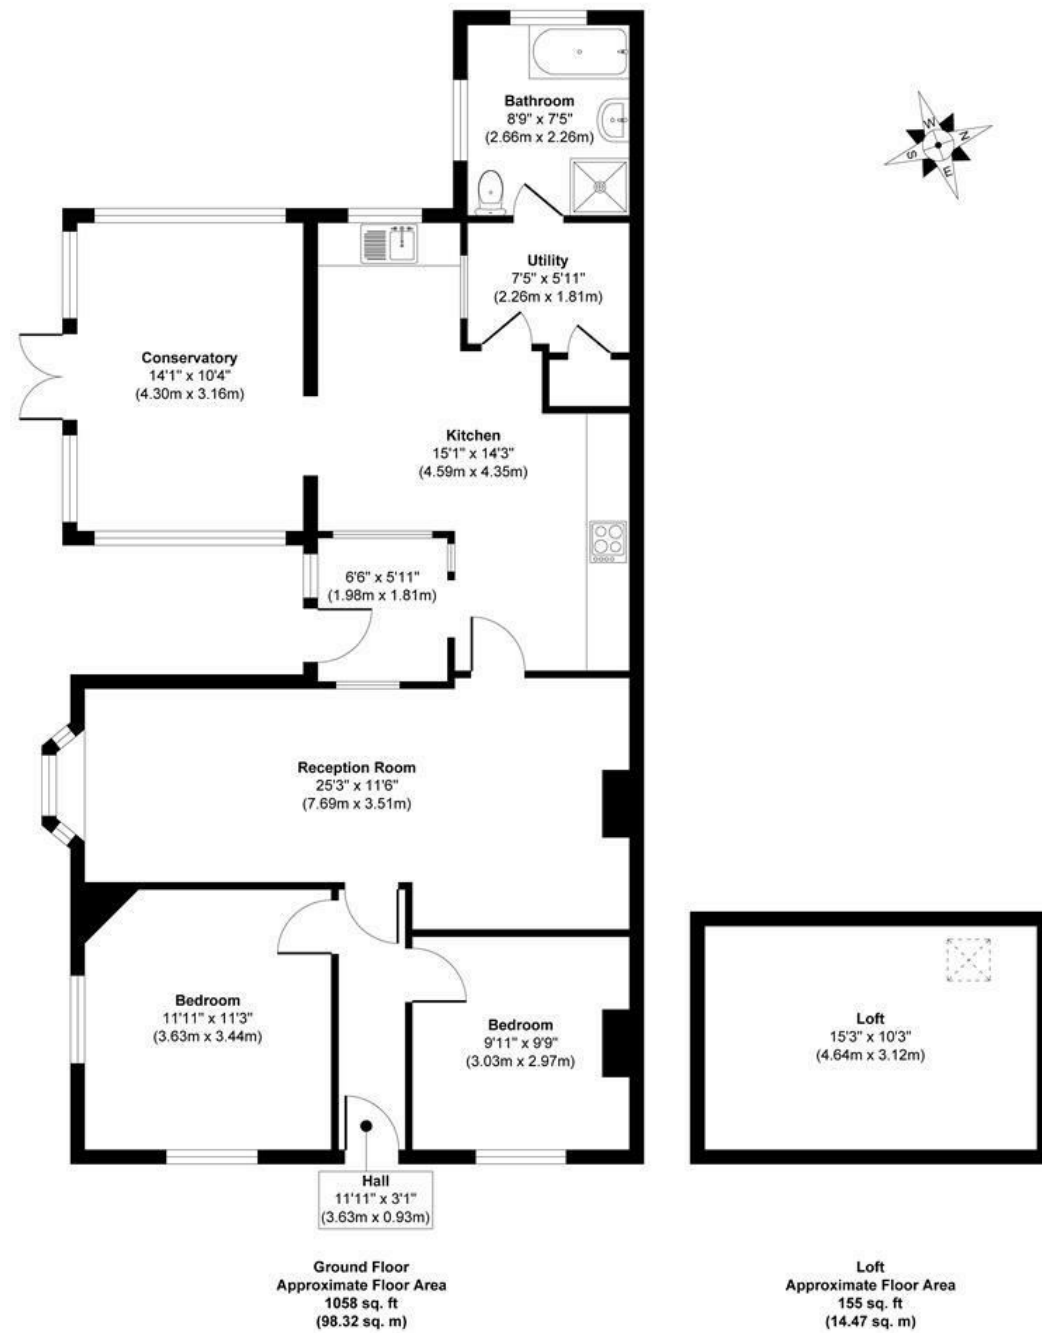 Bathroom
8'9" x 7'5"
(2.66m x 2.26m)
W
N
S
E
Utility
7'5" x 5'11"
(2.26m x 1.81m)
Conservatory
14'1" x 10'4"
(4.30m x 3.16m)
Kitchen
15'1" x 14'3"
(4.59m x 4.35m)
6'6" x 5'11"
(1.98m x 1.81m)
Reception Room
25'3" x 11'6"
(7.69m x 3.51m)
Bedroom
11'11" x 11'3"
(3.63m x 3.44m)
Bedroom
9'11" x 9'9"
(3.03m x 2.97m)
Loft
15'3" x 10'3"
(4.64m x 3.12m)
Hall
11'11" x 3'1"
(3.63m x 0.93m)
Ground Floor
Approximate Floor Area
1058 sq. ft
(98.32 sq. m)
Loft
Approximate Floor Area
155 sq. ft
(14.47 sq. m)